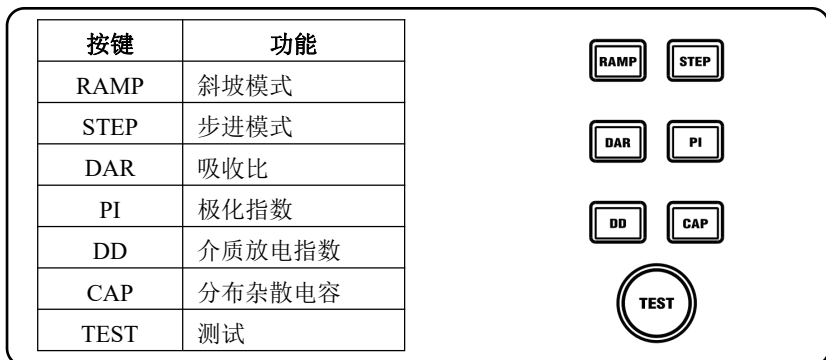 按键 功能
RAMP 斜坡模式
STEP 步进模式
DAR 吸收比
PI 极化指数
DD 介质放电指数
CAP 分布杂散电容
TEST 测试
RAMP STEP
DAR PI
DD CAP
TEST